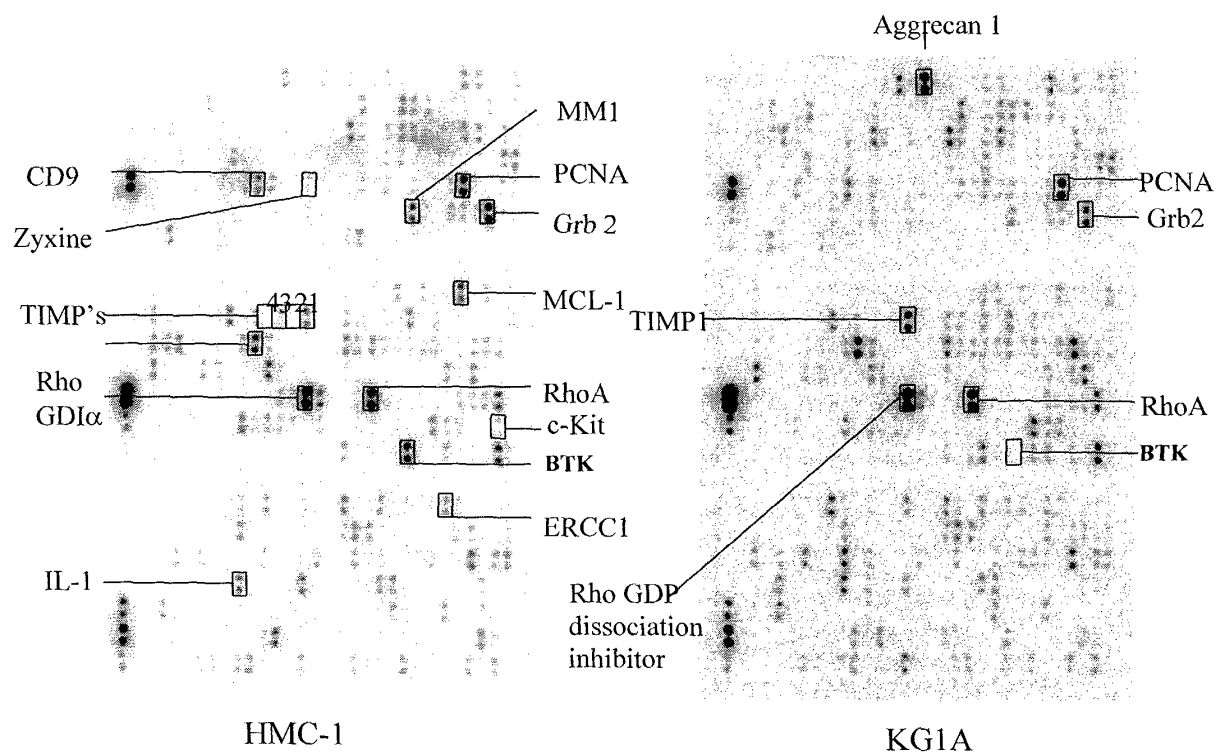 Aggrecan 1
MM1
CD9
PCNA
Zyxine
Grb 2
PCNA
Grb2
4321
TIMP's
MCL-1
TIMP1
Rho
GDIα
RhoA
c-Kit
BTK
RhoA
BTK
ERCC1
IL-1
Rho GDP
dissociation
inhibitor
HMC-1
KG1A